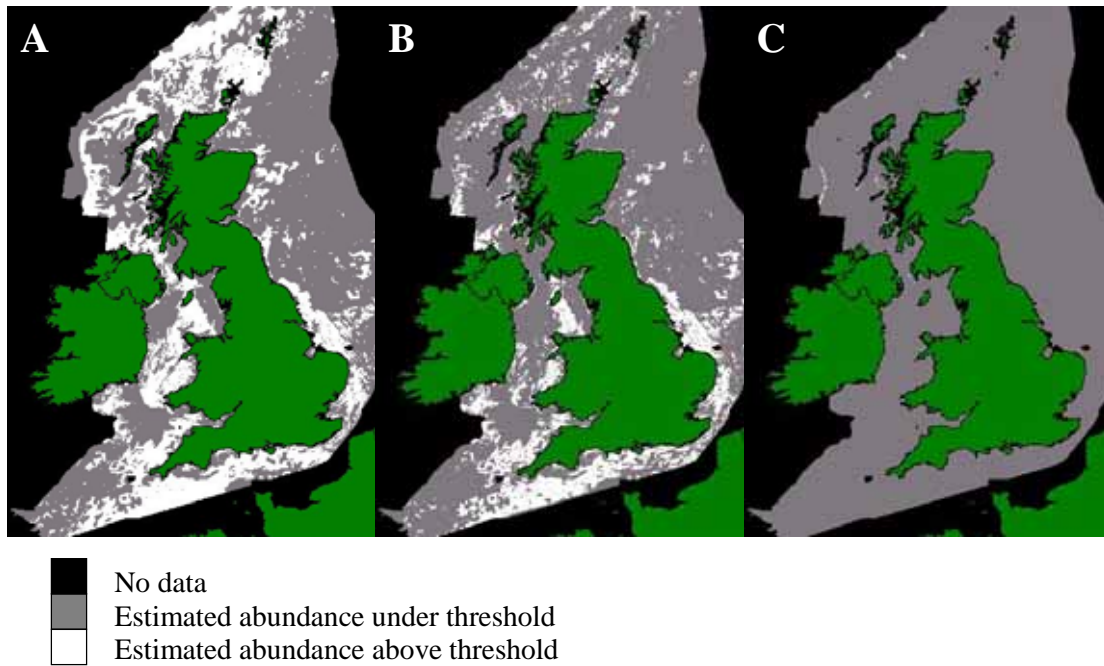 A B C
No data
Estimated abundance under threshold
Estimated abundance above threshold